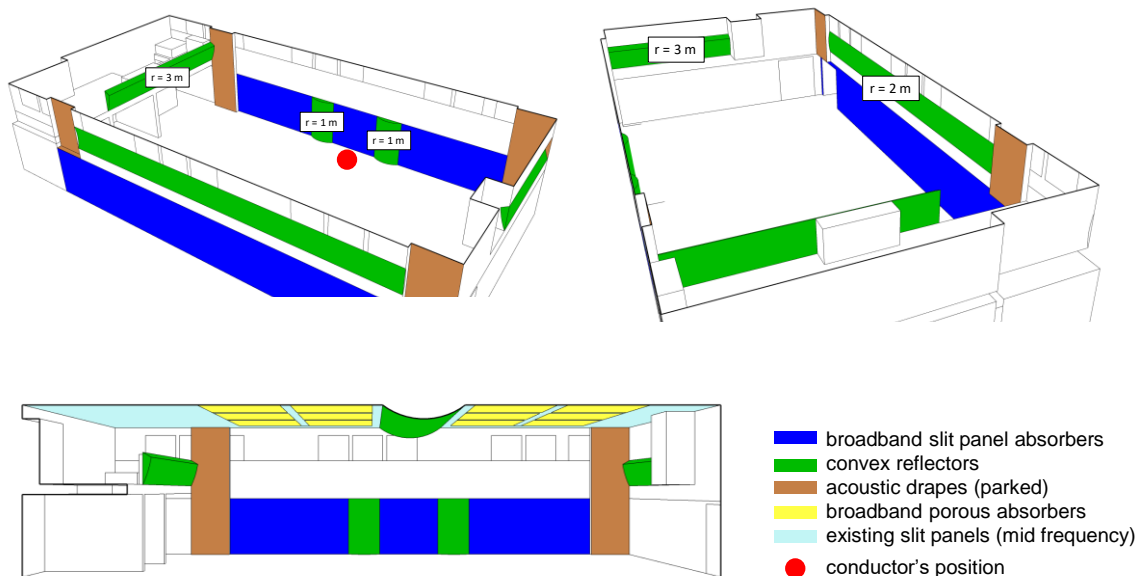 r = 3 m
r = 1 m
r = 1 m
r = 3 m
r = 2 m
broadband slit panel absorbers
convex reflectors
acoustic drapes (parked)
broadband porous absorbers
existing slit panels (mid frequency)
conductor's position